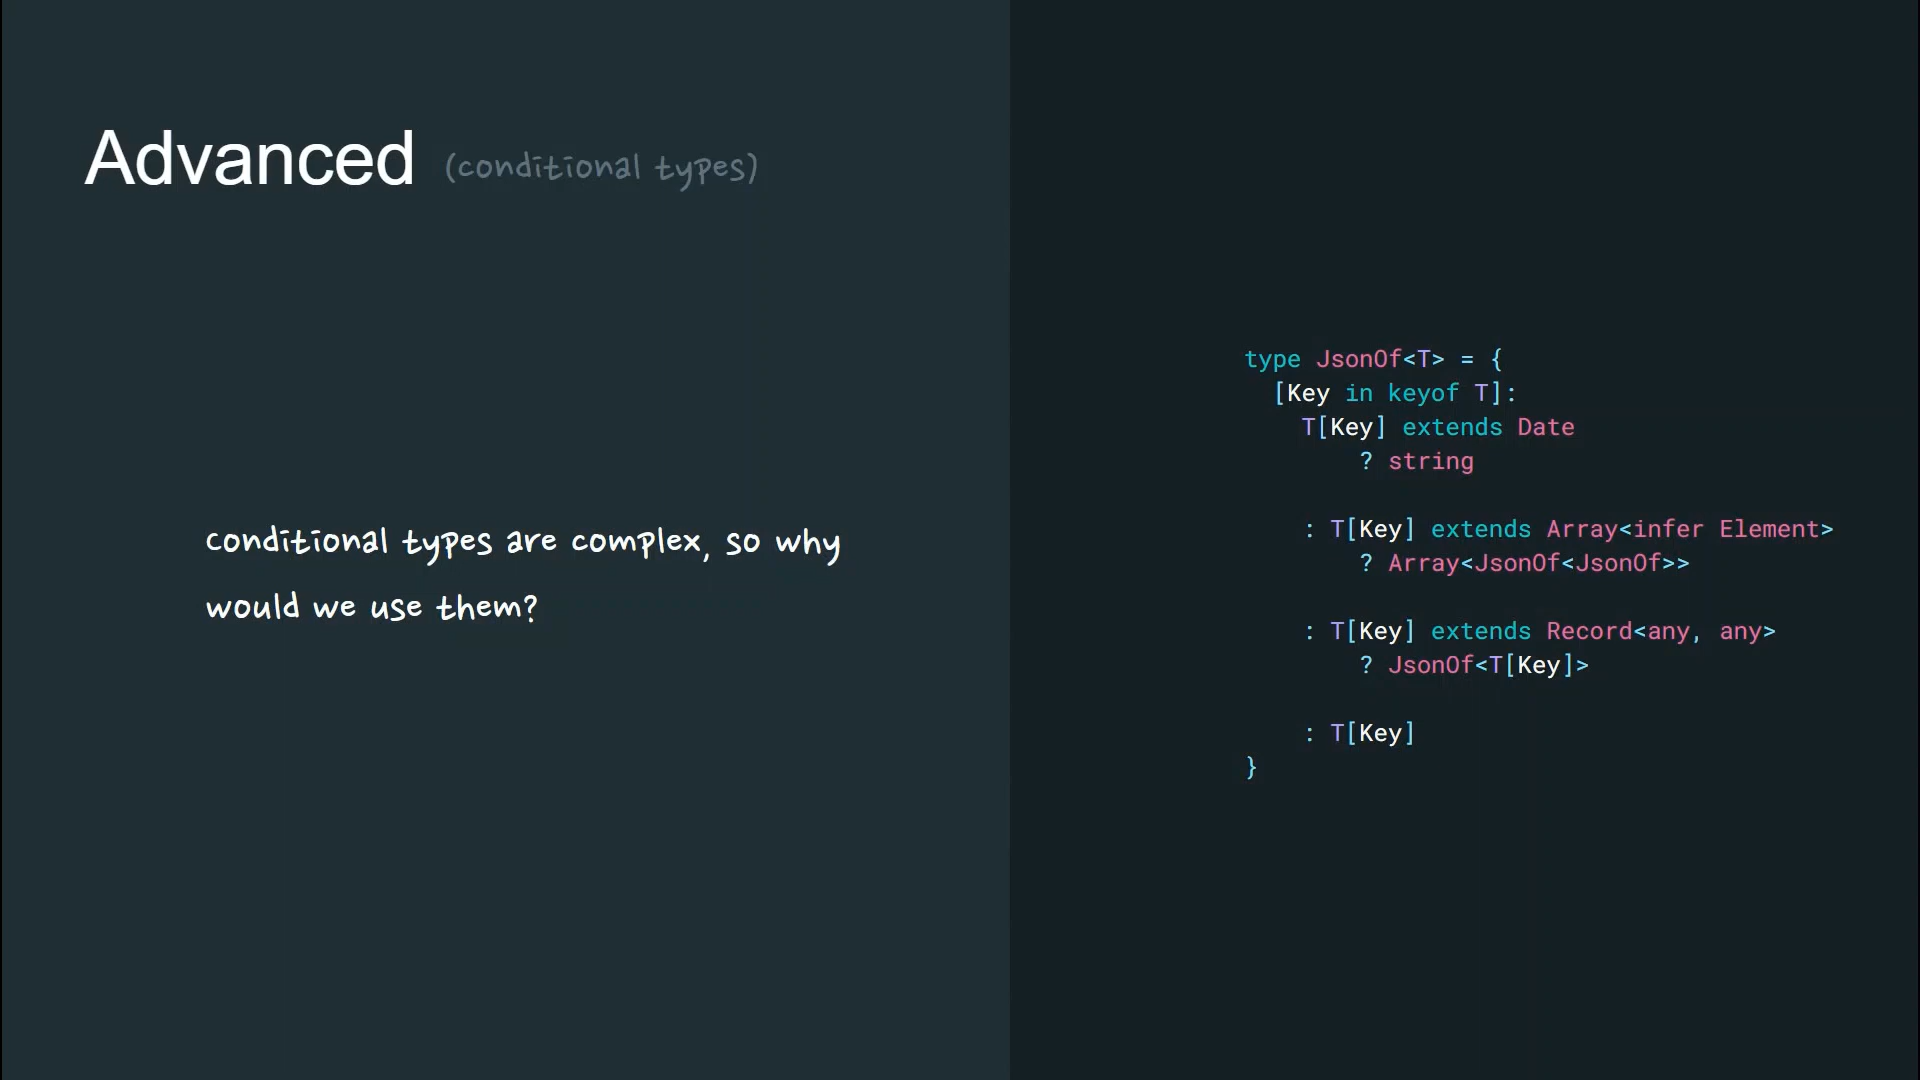 Advanced (conditional types)
conditional types are complex, so why
would we use them?
type JsonOf<T> = {
  [Key in keyof T]:
    T[Key] extends Date
        ? string
    : T[Key] extends Array<infer Element>
        ? Array<JsonOf<JsonOf>>
    : T[Key] extends Record<any, any>
        ? JsonOf<T[Key]>
    : T[Key]
}